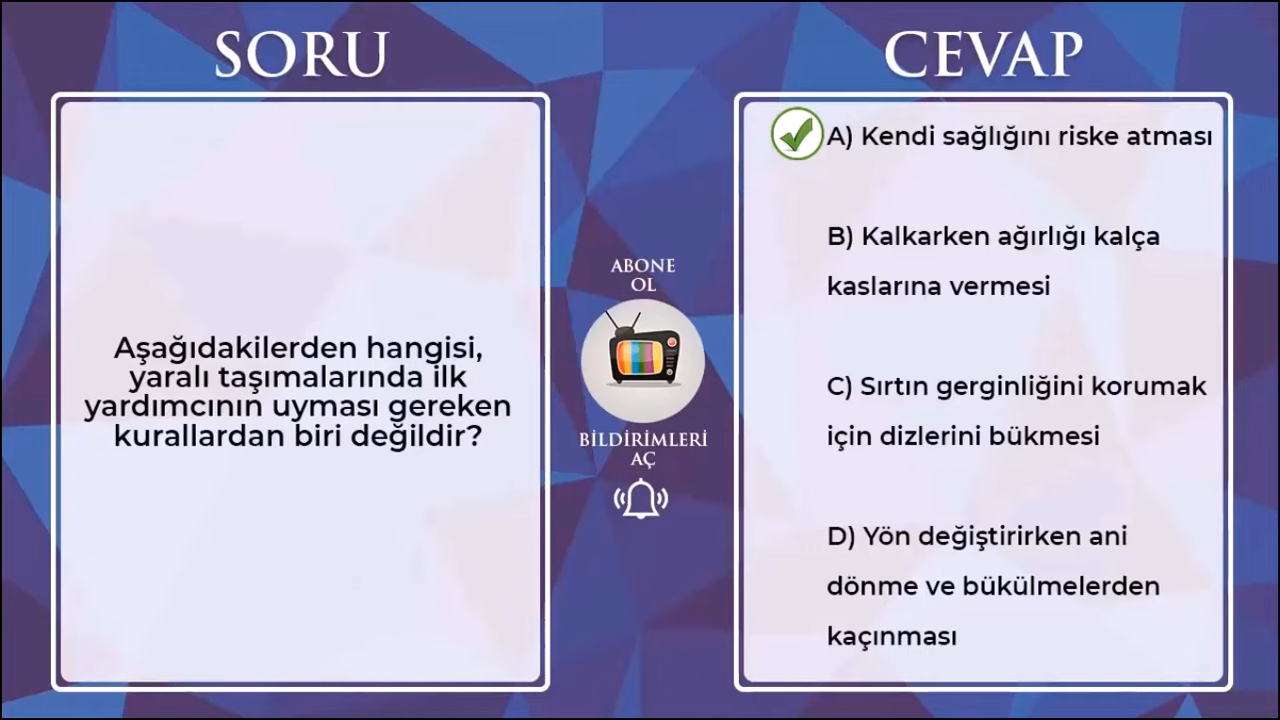 SORU
Aşağıdakilerden hangisi,
yaralı taşımalarında ilk
yardımcının uyması gereken
kurallardan biri değildir?
ABONE
OL
BİLDİRİMLERİ
AÇ
CEVAP
A) Kendi sağlığını riske atması
B) Kalkarken ağırlığı kalça
kaslarına vermesi
C) Sırtın gerginliğini korumak
için dizlerini bükmesi
D) Yön değiştirirken ani
dönme ve bükülmelerden
kaçınması